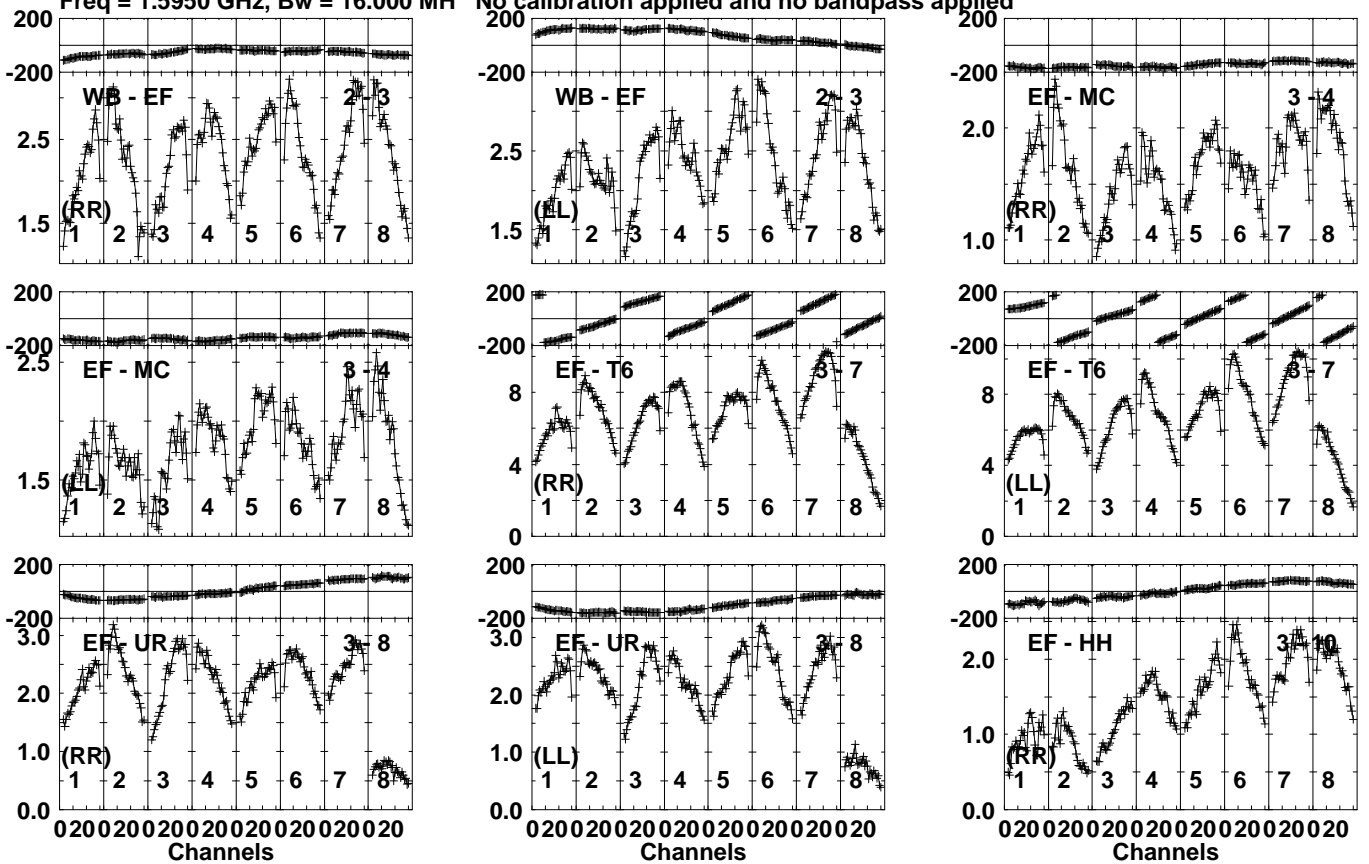 Freq = 1.5950 GHz, Bw = 16.000 MH No calibration applied and no bandpass applied
200 200 200
-200 -200 -200
WB - EF 2 - 3 WB - EF 2 - 3 EF - MC 3 - 4
2.5 2.5 2.0
(RR) (LL) (RR)
1.5 1.5 1.0
1 2 3 4 5 6 7 8 1 2 3 4 5 6 7 8 1 2 3 4 5 6 7 8
200 200 200
-200 -200 -200
2.5
EF - MC 3 - 4 EF - T6 3 - 7 EF - T6 3 - 7
8 8
1.5 4 4
(LL) (RR) (LL)
1 2 3 4 5 6 7 8 1 2 3 4 5 6 7 8 1 2 3 4 5 6 7 8
0 0
200 200 200
-200 -200 -200
3.0 3.0
EF - UR 3 - 8 EF - UR 3 - 8 EF - HH 3 - 10
2.0 2.0 2.0
1.0 1.0 1.0
(RR) (LL) (RR)
1 2 3 4 5 6 7 8 1 2 3 4 5 6 7 8 1 2 3 4 5 6 7 8
0.0 0.0 0.0
0 20 0 20 0 20 0 20 0 20 0 20 0 20 0 20 0 20 0 20 0 20 0 20 0 20 0 20 0 20 0 20 0 20 0 20 0 20 0 20 0 20 0 20 0 20 0 20
Channels Channels Channels